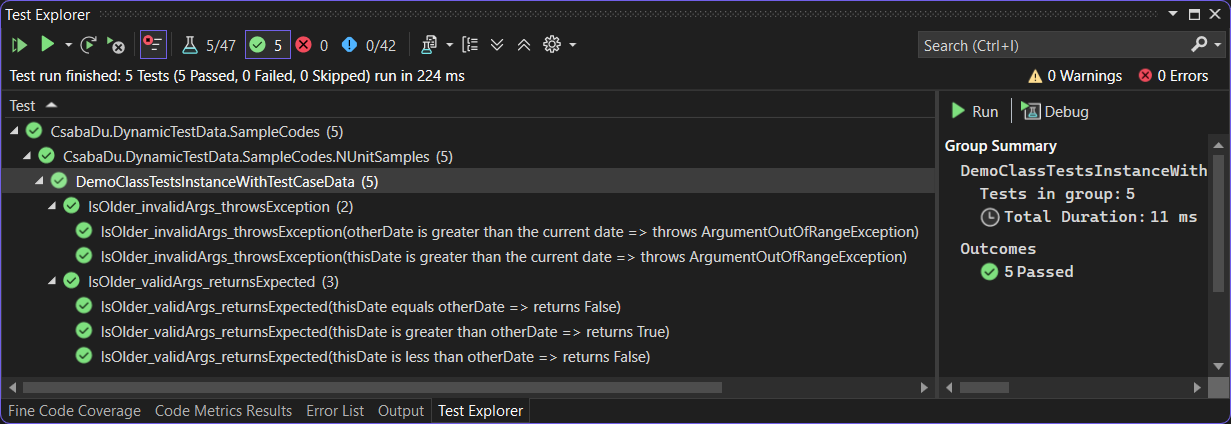 Test Explorer
5/47 5 0 0/42 Search (Ctrl+I)
Test run finished: 5 Tests (5 Passed, 0 Failed, 0 Skipped) run in 224 ms 0 Warnings 0 Errors
Test
Run Debug
CsabaDu.DynamicTestData.SampleCodes (5)
CsabaDu.DynamicTestData.SampleCodes.NUnitSamples (5)
DemoClassTestsInstanceWithTestCaseData (5)
IsOlder_invalidArgs_throwsException (2)
IsOlder_invalidArgs_throwsException(otherDate is greater than the current date => throws ArgumentOutOfRangeException)
IsOlder_invalidArgs_throwsException(thisDate is greater than the current date => throws ArgumentOutOfRangeException)
IsOlder_validArgs_returnsExpected (3)
IsOlder_validArgs_returnsExpected(thisDate equals otherDate => returns False)
IsOlder_validArgs_returnsExpected(thisDate is greater than otherDate => returns True)
IsOlder_validArgs_returnsExpected(thisDate is less than otherDate => returns False)
Group Summary
DemoClassTestsInstanceWith
Tests in group: 5
Total Duration: 11 ms
Outcomes
5 Passed
Fine Code Coverage Code Metrics Results Error List Output Test Explorer